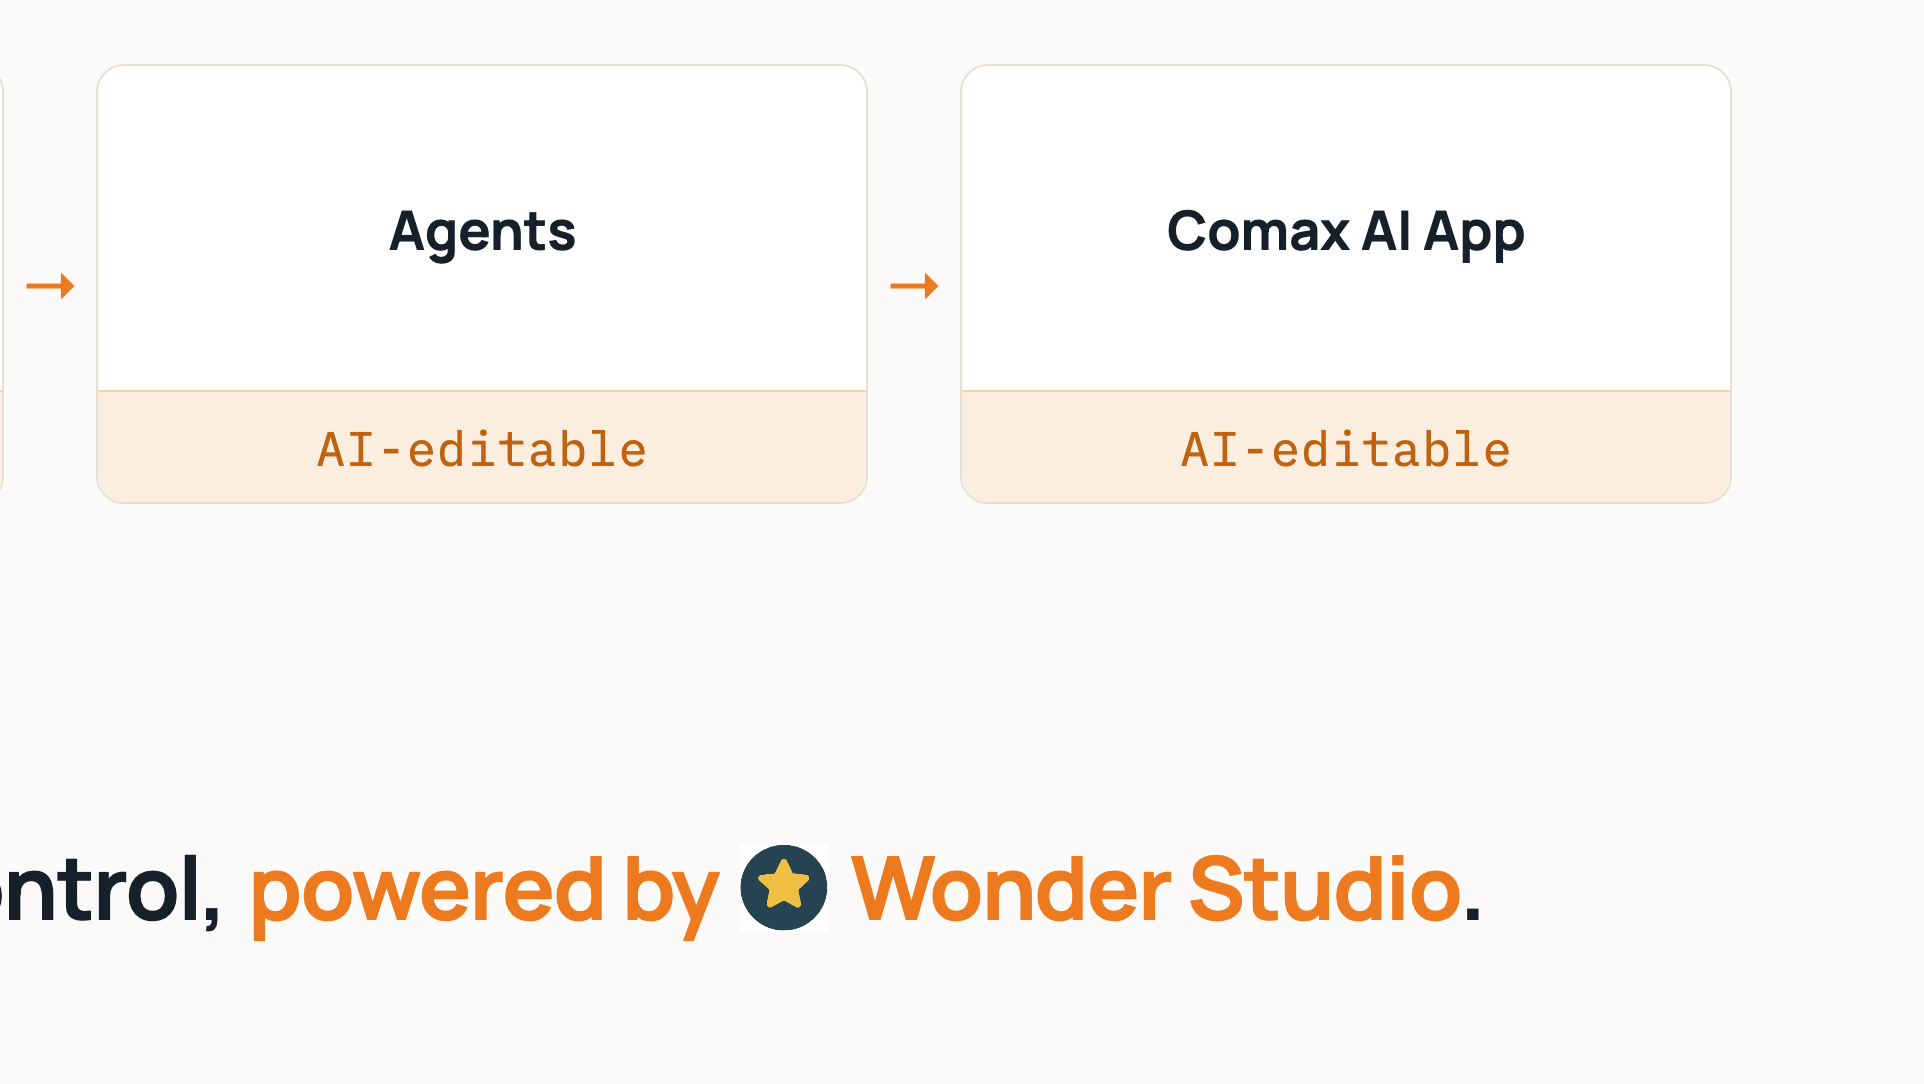 Agents
AI-editable
Comax AI App
AI-editable
ntrol, powered by Wonder Studio.